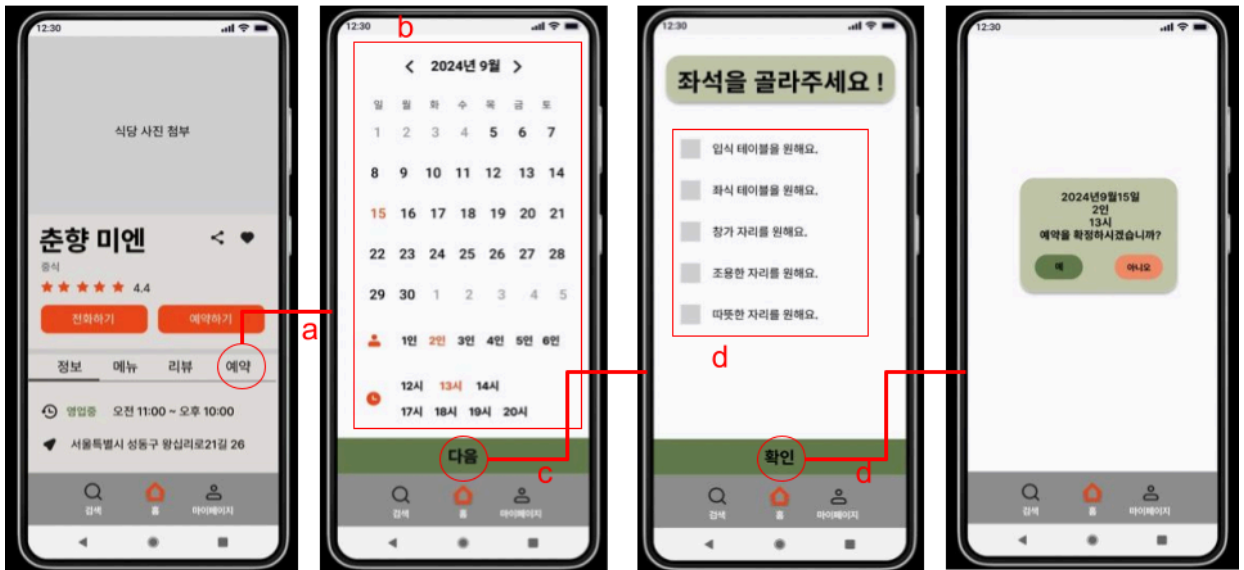 12:30
식당 사진 첨부
춘향 미엔
중식
4.4
전화하기 예약하기
정보 메뉴 리뷰 예약
영업중 오전 11:00 ~ 오후 10:00
서울특별시 성동구 왕십리로21길 26
검색 홈 마이페이지
a
12:30
b
2024년 9월
일 월 화 수 목 금 토
1 2 3 4 5 6 7
8 9 10 11 12 13 14
15 16 17 18 19 20 21
22 23 24 25 26 27 28
29 30 1 2 3 4 5
1인 2인 3인 4인 5인 6인
12시 13시 14시
17시 18시 19시 20시
다음
c
검색 홈 마이페이지
12:30
좌석을 골라주세요 !
입식 테이블을 원해요.
좌식 테이블을 원해요.
창가 자리를 원해요.
조용한 자리를 원해요.
따뜻한 자리를 원해요.
d
확인
d
검색 홈 마이페이지
12:30
2024년9월15일
2인
13시
예약을 확정하시겠습니까?
예 아니오
검색 홈 마이페이지